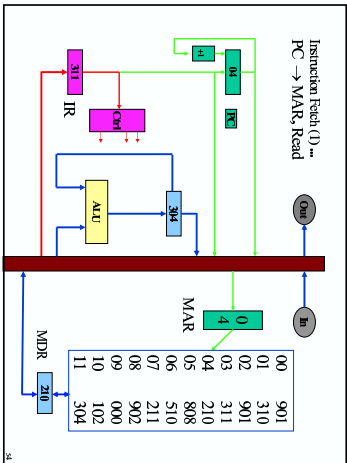 Instruction Fetch (1) ...
PC → MAR, Read
Out
In
+1
04
PC
0
4
MAR
311
IR
Ctrl
304
ALU
00 901
01 310
02 901
03 311
04 210
05 808
06 510
07 211
08 902
09 000
10 102
11 304
MDR
210
54